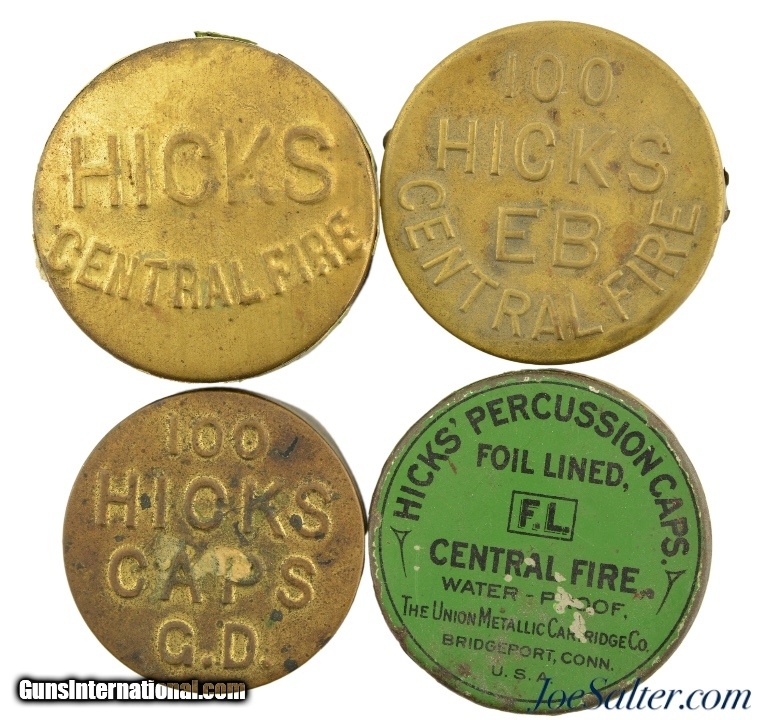 HICKS
CENTRAL FIRE
100
HICKS
EB
CENTRAL FIRE
100
HICKS
CAPS
G.D.
HICKS' PERCUSSION CAPS.
FOIL LINED,
F.L.
CENTRAL FIRE,
WATER-PROOF.
THE UNION METALLIC CARTRIDGE CO.
BRIDGEPORT, CONN.
U.S.A.
GunsInternational.com
JoeSalter.com